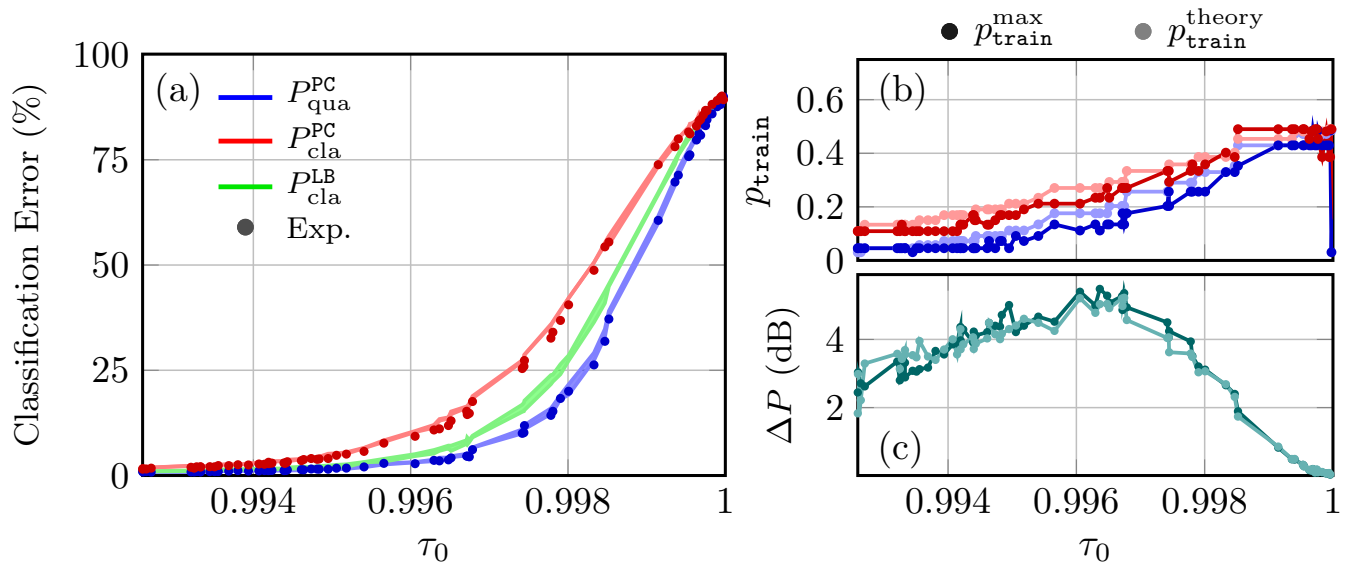 Classification Error (%)
100
75
50
25
0
(a)
P_qua^PC
P_cla^PC
P_cla^LB
Exp.
0.994
0.996
0.998
1
τ₀
p_train^max
p_train^theory
p_train
0.6
0.4
0.2
0
(b)
ΔP (dB)
4
2
(c)
0.994
0.996
0.998
1
τ₀